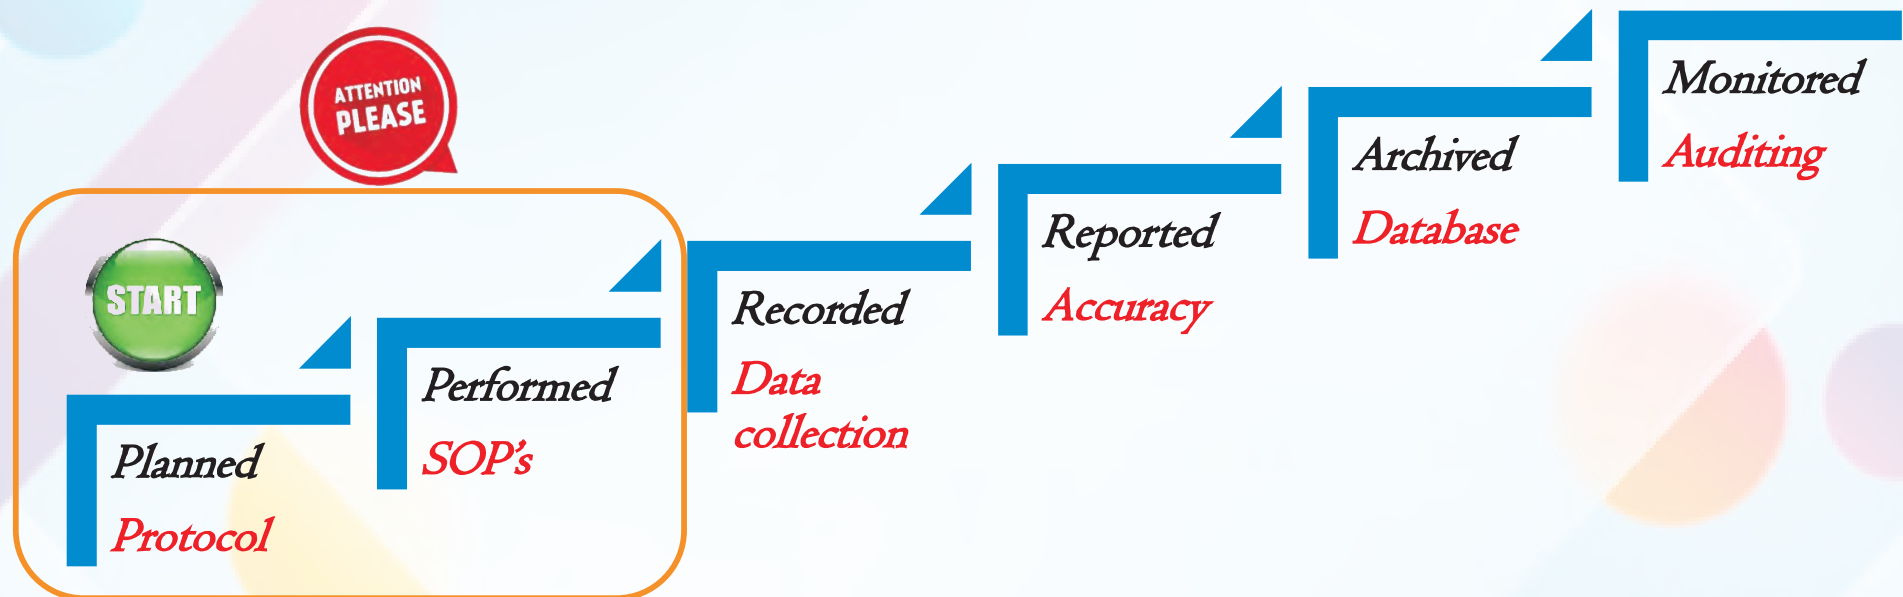 ATTENTION
PLEASE
START
Planned
Protocol
Performed
SOP's
Recorded
Data
collection
Reported
Accuracy
Archived
Database
Monitored
Auditing